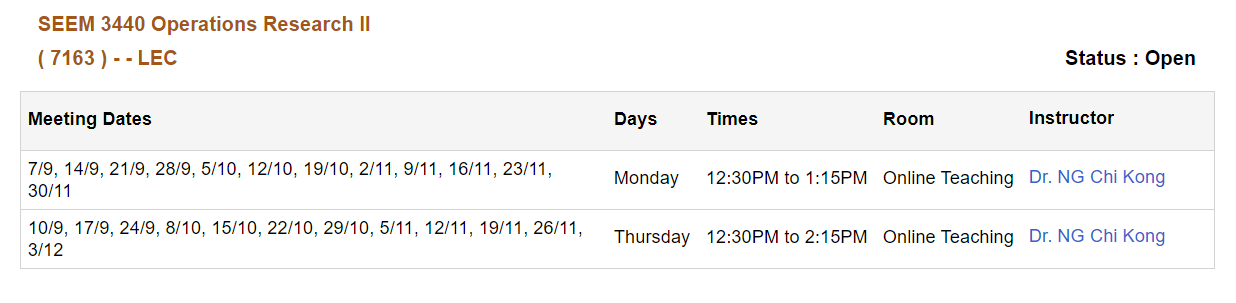 SEEM 3440 Operations Research II
( 7163 ) - - LEC
Status : Open
Meeting Dates Days Times Room Instructor
7/9, 14/9, 21/9, 28/9, 5/10, 12/10, 19/10, 2/11, 9/11, 16/11, 23/11,
30/11
Monday 12:30PM to 1:15PM Online Teaching Dr. NG Chi Kong
10/9, 17/9, 24/9, 8/10, 15/10, 22/10, 29/10, 5/11, 12/11, 19/11, 26/11,
3/12
Thursday 12:30PM to 2:15PM Online Teaching Dr. NG Chi Kong